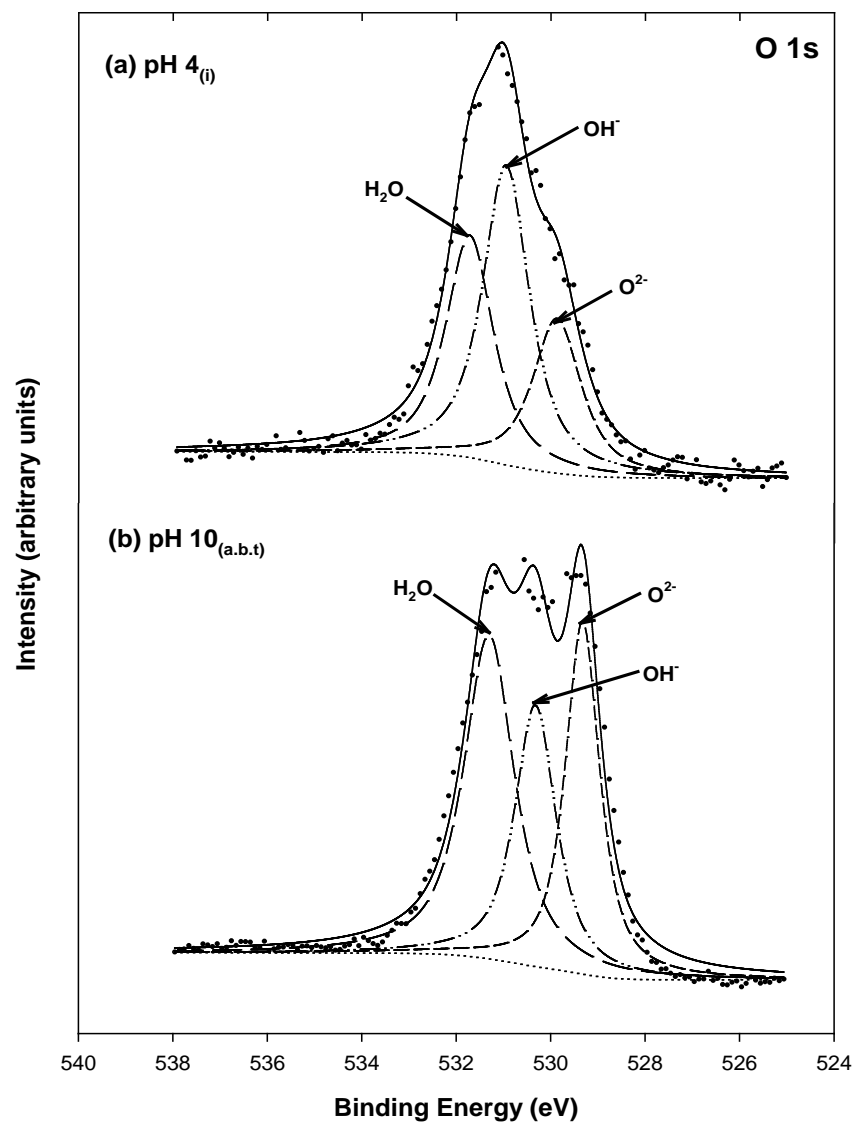 O 1s
(a) pH 4(i)
OH-
H2O
O2-
(b) pH 10(a.b.t)
H2O
O2-
OH-
Intensity (arbitrary units)
540 538 536 534 532 530 528 526 524
Binding Energy (eV)